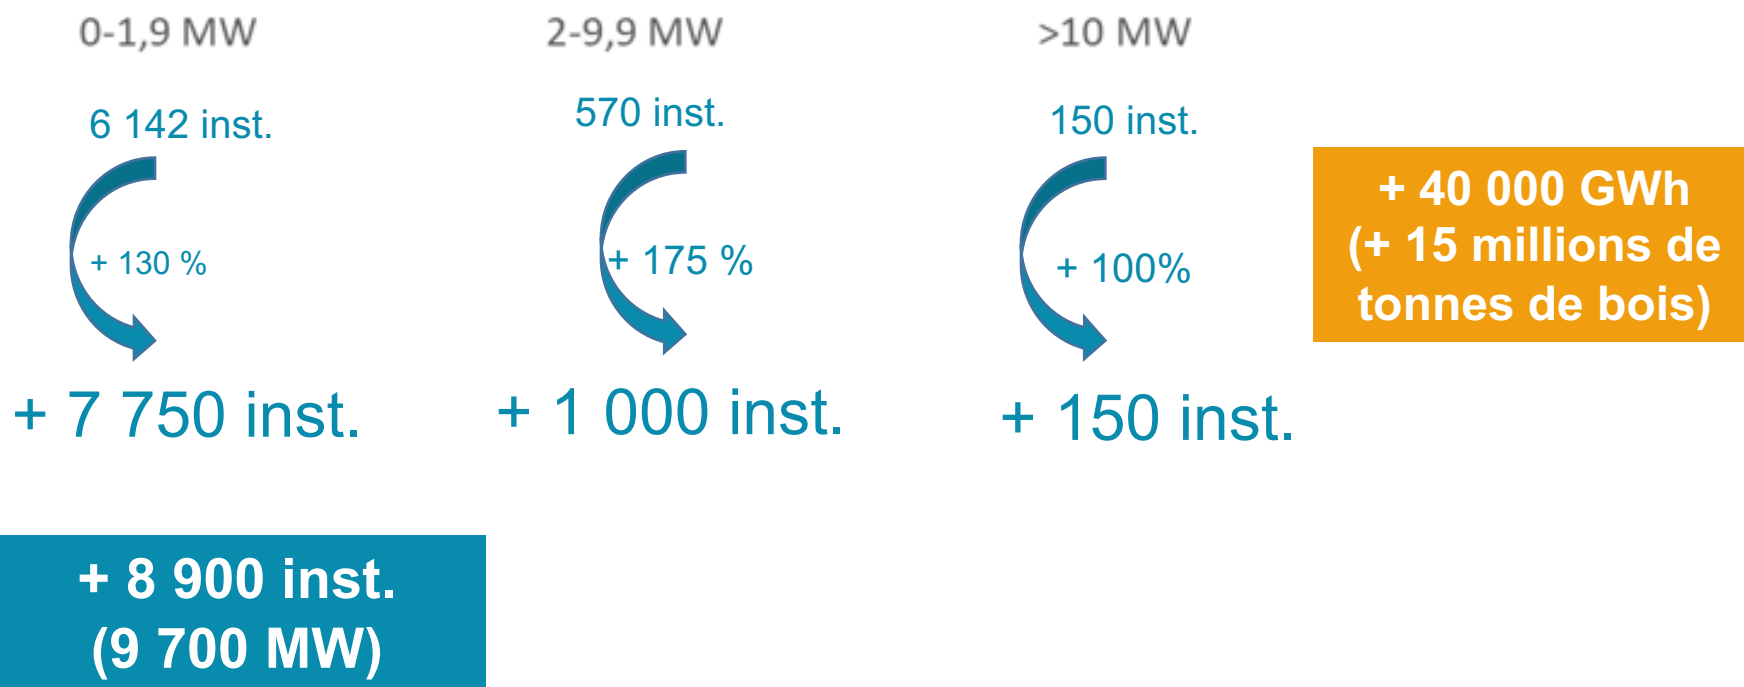 0-1,9 MW
2-9,9 MW
>10 MW
6 142 inst.
570 inst.
150 inst.
+ 130 %
+ 175 %
+ 100%
+ 7 750 inst.
+ 1 000 inst.
+ 150 inst.
+ 40 000 GWh
(+ 15 millions de
tonnes de bois)
+ 8 900 inst.
(9 700 MW)